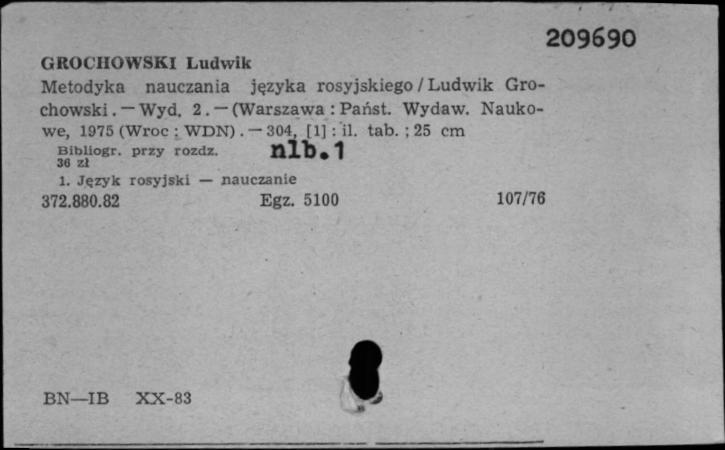 209690
GROCHOWSKI Ludwik
Metodyka nauczania języka rosyjskiego / Ludwik Gro-
chowski. — Wyd. 2. — (Warszawa : Państ. Wydaw. Nauko-
we, 1975 (Wroc : WDN). — 304, [1] : il. tab. ; 25 cm
Bibliogr. przy rozdz. nlb.1
36 zł
1. Język rosyjski — nauczanie
372.880.82 Egz. 5100 107/76
BN—IB XX-83